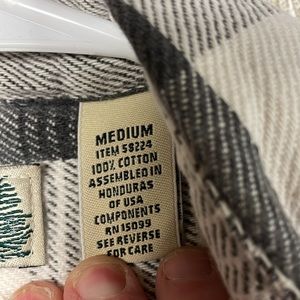 MEDIUM
ITEM 58224
100% COTTON
ASSEMBLED IN
HONDURAS
OF USA
COMPONENTS
RN 15099
SEE REVERSE
FOR CARE